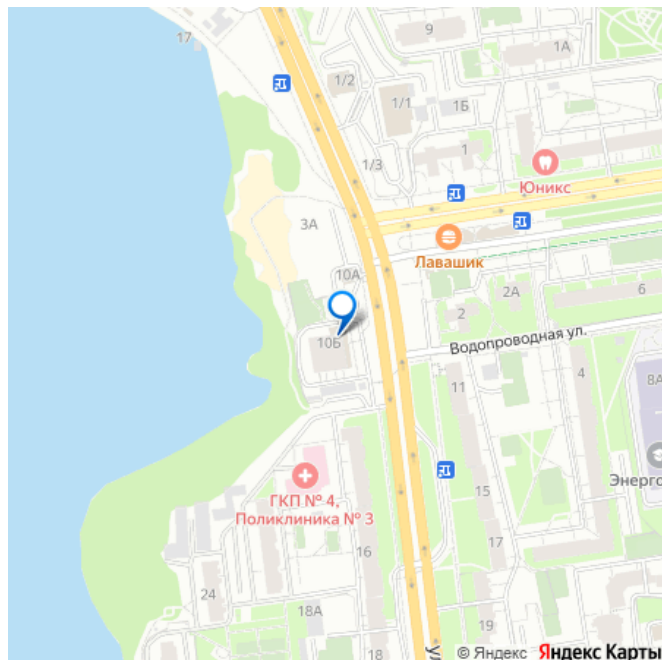 17
9
1А
1/2
1/1
1Б
1
1/3
Юникс
3А
Лавашик
10А
2А
6
2
10Б
Водопроводная ул.
11
4
8А
Энерго
ГКП № 4,
Поликлиника № 3
15
16
17
24
18А
19
у
© Яндекс Яндекс Карты